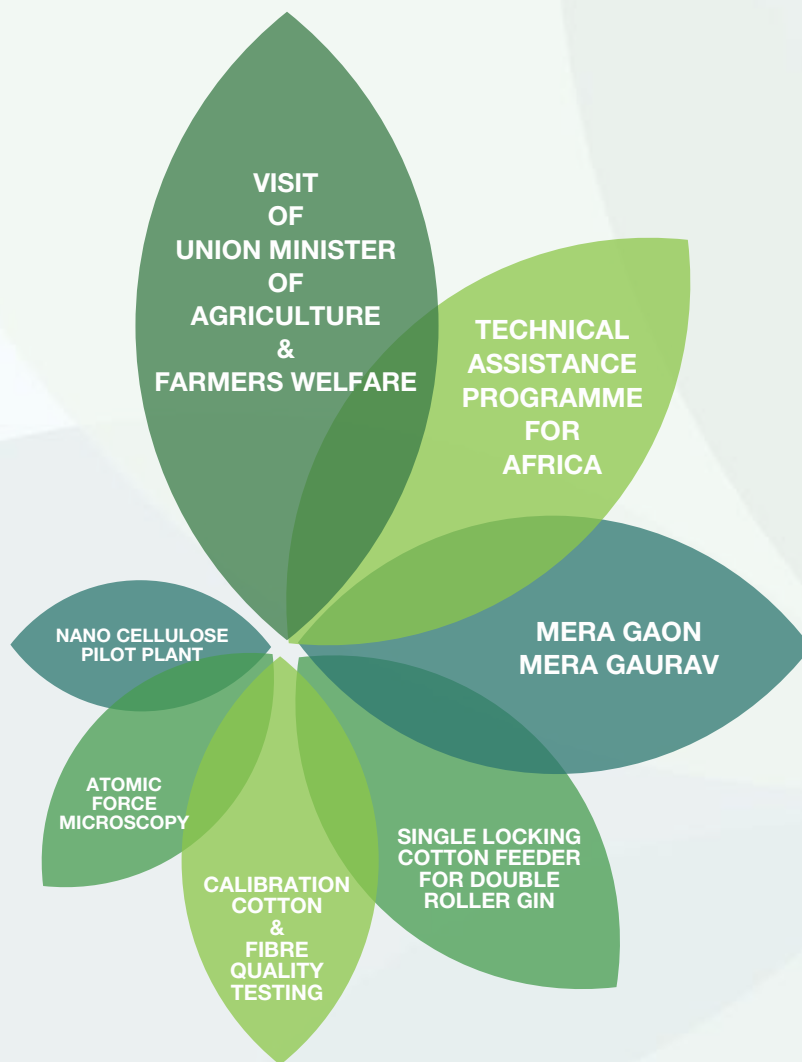 VISIT
OF
UNION MINISTER
OF
AGRICULTURE
&
FARMERS WELFARE
TECHNICAL
ASSISTANCE
PROGRAMME
FOR
AFRICA
MERA GAON
MERA GAURAV
SINGLE LOCKING
COTTON FEEDER
FOR DOUBLE
ROLLER GIN
CALIBRATION
COTTON
&
FIBRE
QUALITY
TESTING
ATOMIC
FORCE
MICROSCOPY
NANO CELLULOSE
PILOT PLANT